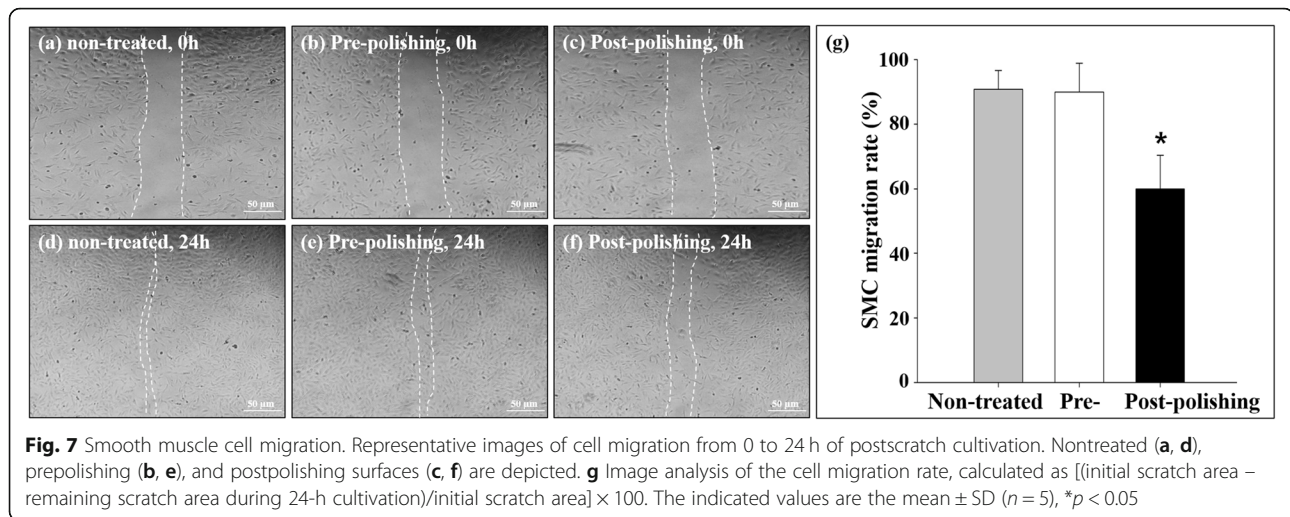 (a) non-treated, 0h
(b) Pre-polishing, 0h
(c) Post-polishing, 0h
50 µm
50 µm
50 µm
(d) non-treated, 24h
(e) Pre-polishing, 24h
(f) Post-polishing, 24h
50 µm
50 µm
50 µm
(g)
SMC migration rate (%)
100
80
60
40
20
0
*
Non-treated Pre- Post-polishing
Fig. 7 Smooth muscle cell migration. Representative images of cell migration from 0 to 24 h of postscratch cultivation. Nontreated (a, d),
prepolishing (b, e), and postpolishing surfaces (c, f) are depicted. g Image analysis of the cell migration rate, calculated as [(initial scratch area –
remaining scratch area during 24-h cultivation)/initial scratch area] × 100. The indicated values are the mean ± SD (n = 5), *p < 0.05